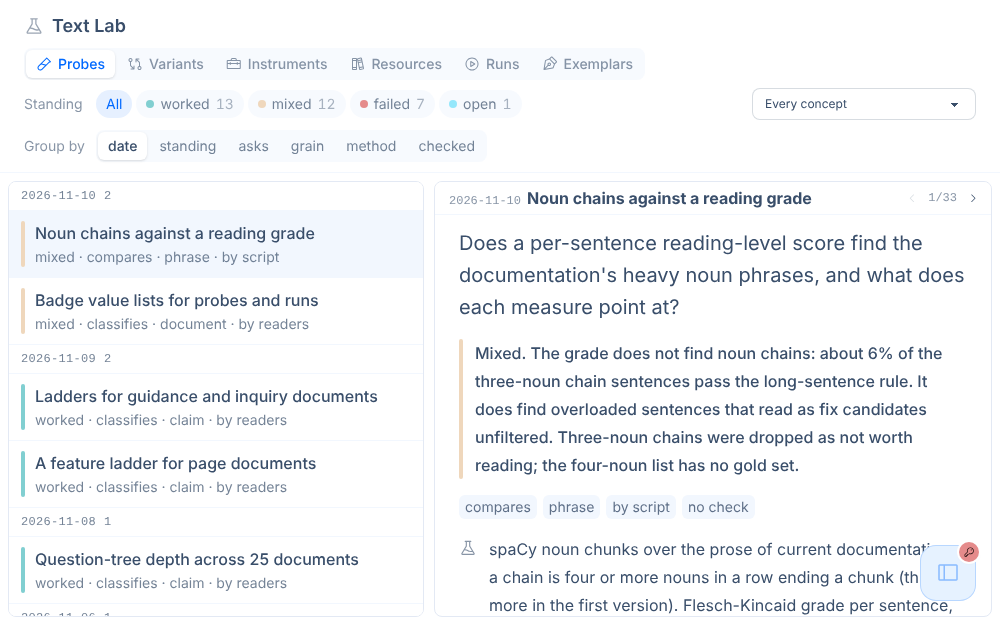 Text Lab
Probes Variants Instruments Resources Runs Exemplars
Standing All worked 13 mixed 12 failed 7 open 1
Every concept
Group by date standing asks grain method checked
2026-11-10 2
Noun chains against a reading grade
mixed · compares · phrase · by script
Badge value lists for probes and runs
mixed · classifies · document · by readers
2026-11-09 2
Ladders for guidance and inquiry documents
worked · classifies · claim · by readers
A feature ladder for page documents
worked · classifies · claim · by readers
2026-11-08 1
Question-tree depth across 25 documents
worked · classifies · claim · by readers
2026-11-10 Noun chains against a reading grade
1/33
Does a per-sentence reading-level score find the
documentation's heavy noun phrases, and what does
each measure point at?
Mixed. The grade does not find noun chains: about 6% of the
three-noun chain sentences pass the long-sentence rule. It
does find overloaded sentences that read as fix candidates
unfiltered. Three-noun chains were dropped as not worth
reading; the four-noun list has no gold set.
compares phrase by script no check
spaCy noun chunks over the prose of current
a chain is four or more nouns in a row ending a chunk
more in the first version). Flesch-Kincaid grade per sentence,